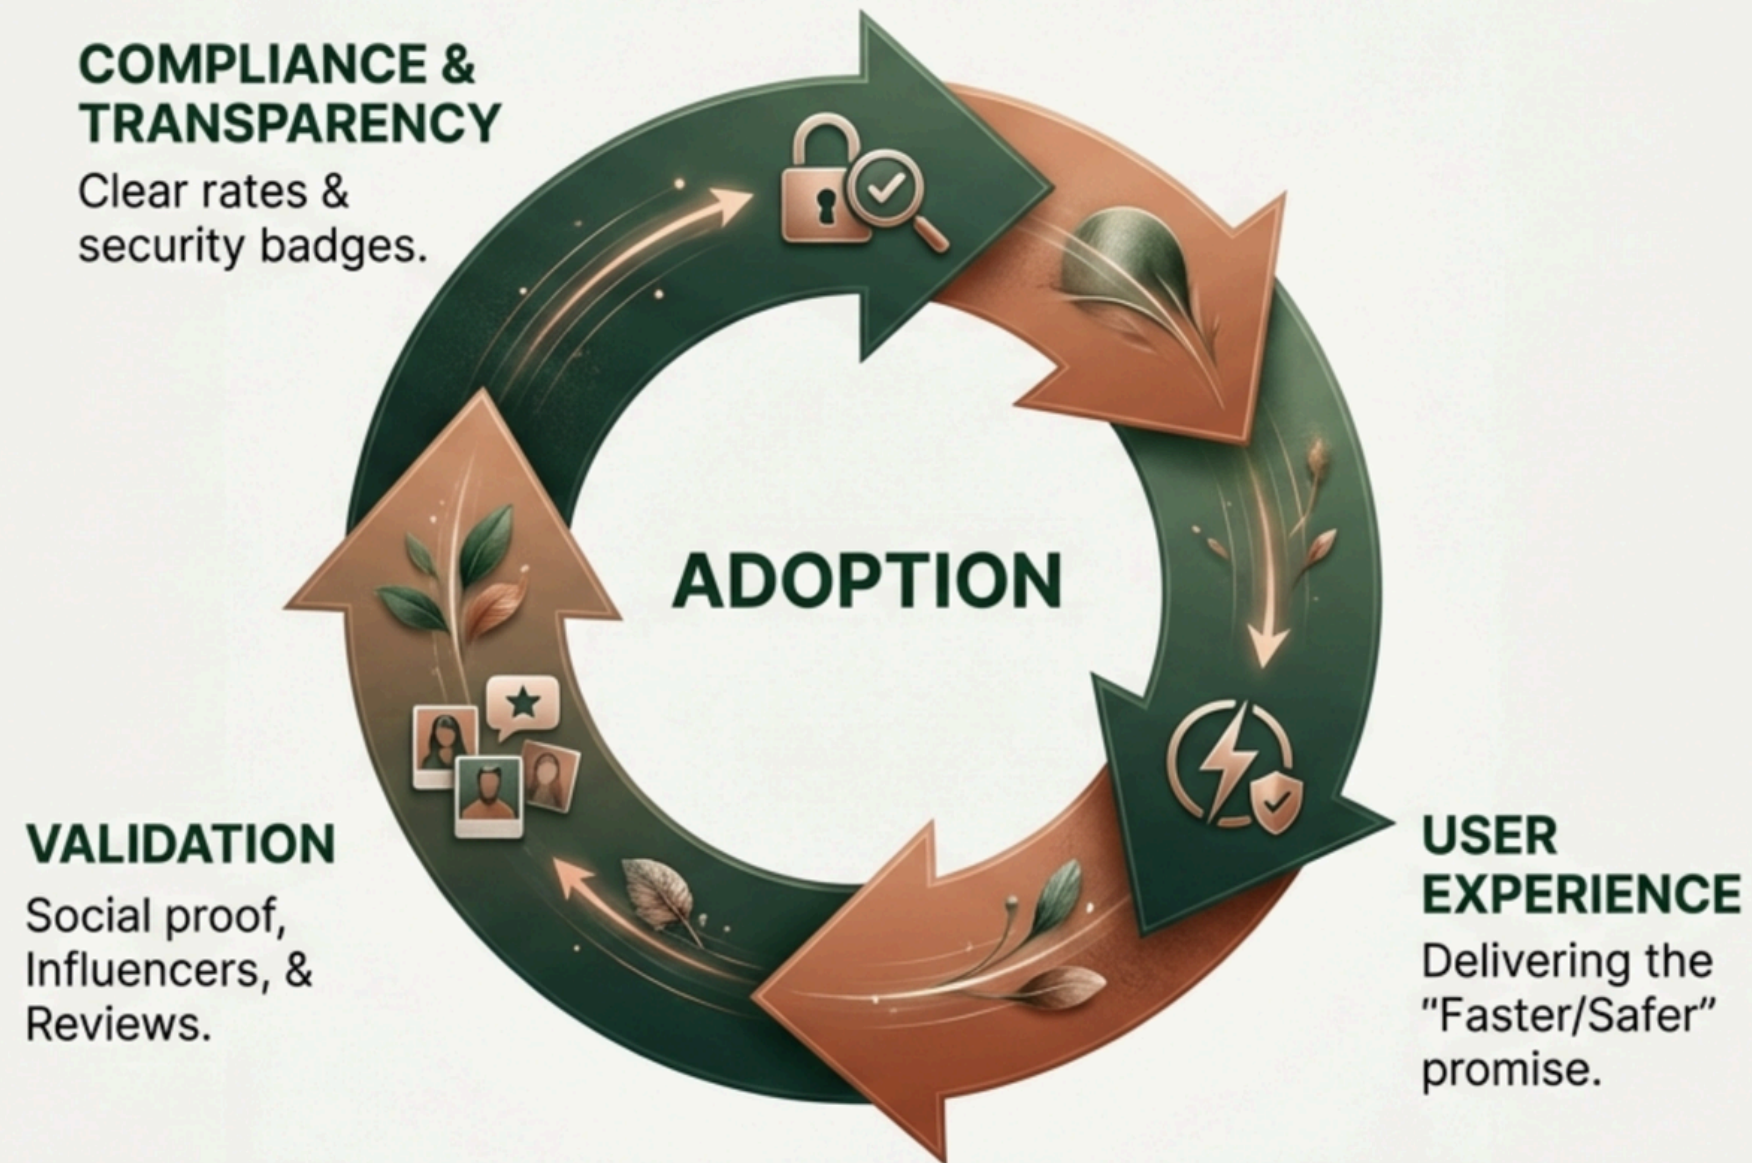 COMPLIANCE &
TRANSPARENCY
Clear rates &
security badges.
ADOPTION
VALIDATION
Social proof,
Influencers, &
Reviews.
USER
EXPERIENCE
Delivering the
"Faster/Safer"
promise.